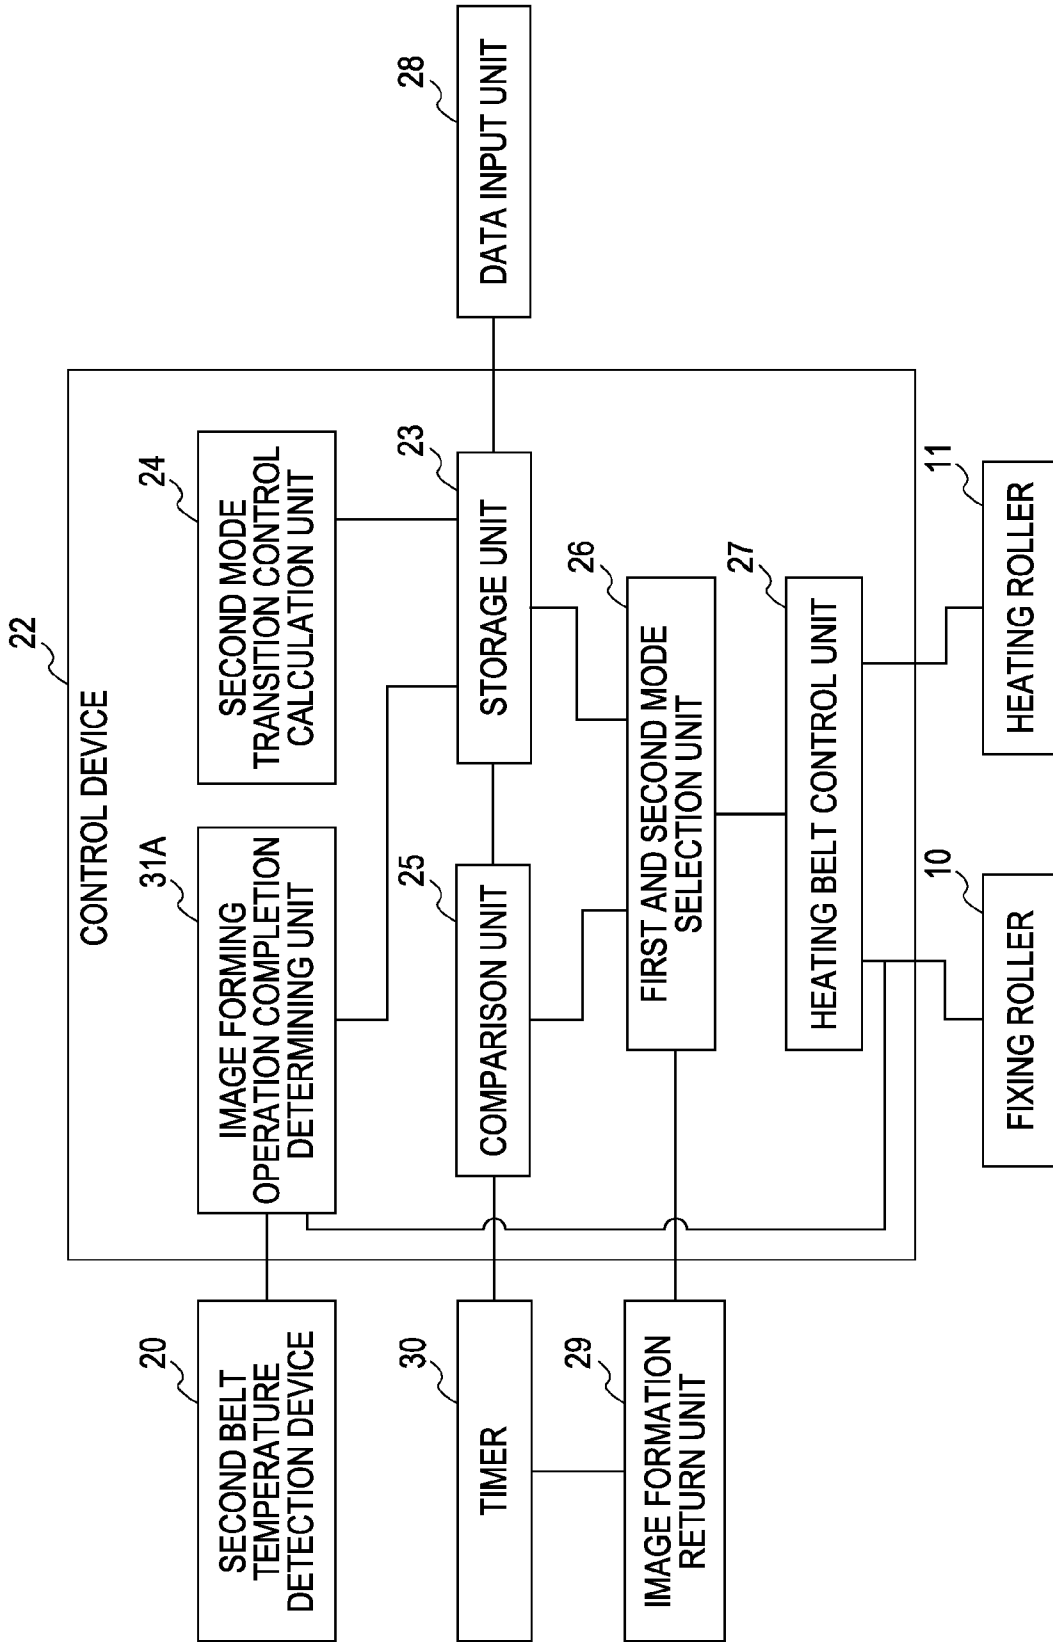 22
CONTROL DEVICE
20
SECOND BELT
TEMPERATURE
DETECTION DEVICE
31A
IMAGE FORMING
OPERATION COMPLETION
DETERMINING UNIT
24
SECOND MODE
TRANSITION CONTROL
CALCULATION UNIT
30
TIMER
25
COMPARISON UNIT
23
STORAGE UNIT
28
DATA INPUT UNIT
29
IMAGE FORMATION
RETURN UNIT
26
FIRST AND SECOND MODE
SELECTION UNIT
27
HEATING BELT CONTROL UNIT
10
FIXING ROLLER
11
HEATING ROLLER